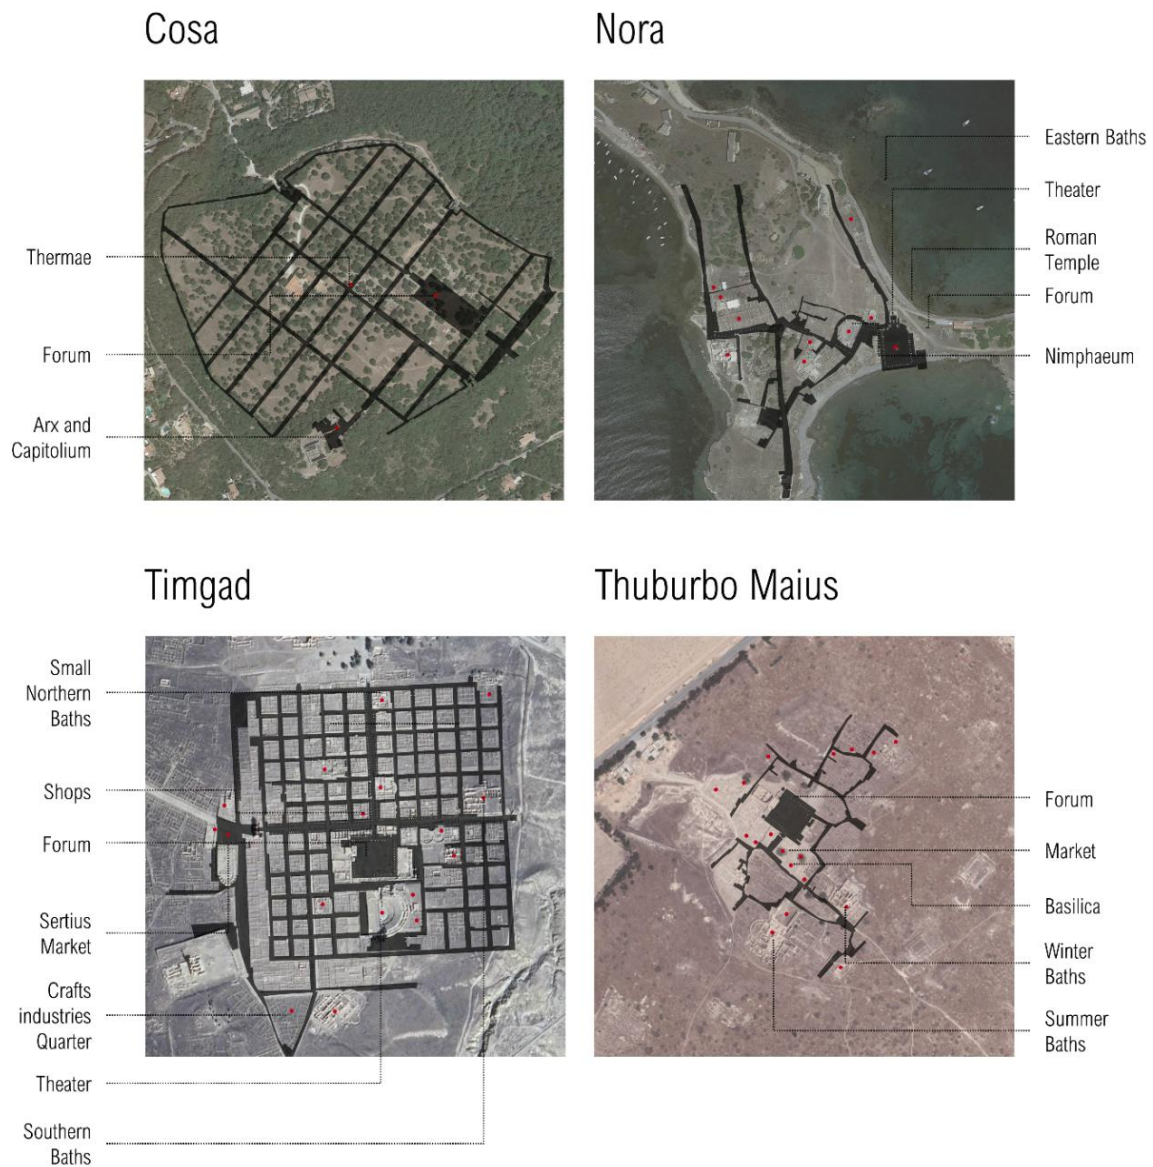 Cosa
Thermae
Forum
Arx and
Capitolium
Nora
Eastern Baths
Theater
Roman
Temple
Forum
Nimphaeum
Timgad
Small
Northern
Baths
Shops
Forum
Sertius
Market
Crafts
industries
Quarter
Theater
Southern
Baths
Thuburbo Maius
Forum
Market
Basilica
Winter
Baths
Summer
Baths